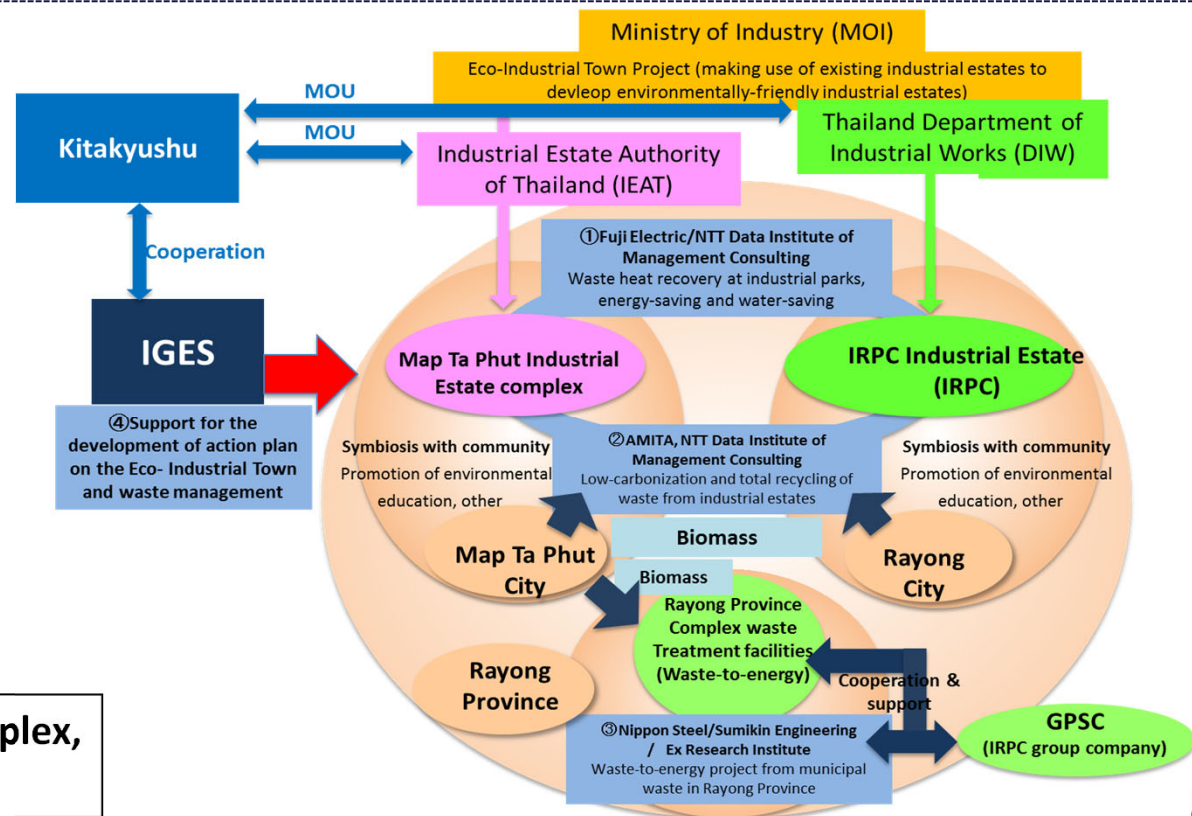 Ministry of Industry (MOI)
Eco-Industrial Town Project (making use of existing industrial estates to
devleop environmentally-friendly industrial estates)
MOU
MOU
Kitakyushu
Industrial Estate Authority
of Thailand (IEAT)
Thailand Department of
Industrial Works (DIW)
Cooperation
①Fuji Electric/NTT Data Institute of
Management Consulting
Waste heat recovery at industrial parks,
energy-saving and water-saving
IGES
Map Ta Phut Industrial
Estate complex
IRPC Industrial Estate
(IRPC)
④Support for the
development of action plan
on the Eco- Industrial Town
and waste management
Symbiosis with community
Promotion of environmental
education, other
②AMITA, NTT Data Institute of
Management Consulting
Low-carbonization and total recycling of
waste from industrial estates
Symbiosis with community
Promotion of environmental
education, other
Biomass
Map Ta Phut
City
Biomass
Rayong
City
Rayong Province
Complex waste
Treatment facilities
(Waste-to-energy)
Rayong
Province
Cooperation &
support
③Nippon Steel/Sumikin Engineering
/ Ex Research Institute
Waste-to-energy project from municipal
waste in Rayong Province
GPSC
(IRPC group company)
plex,